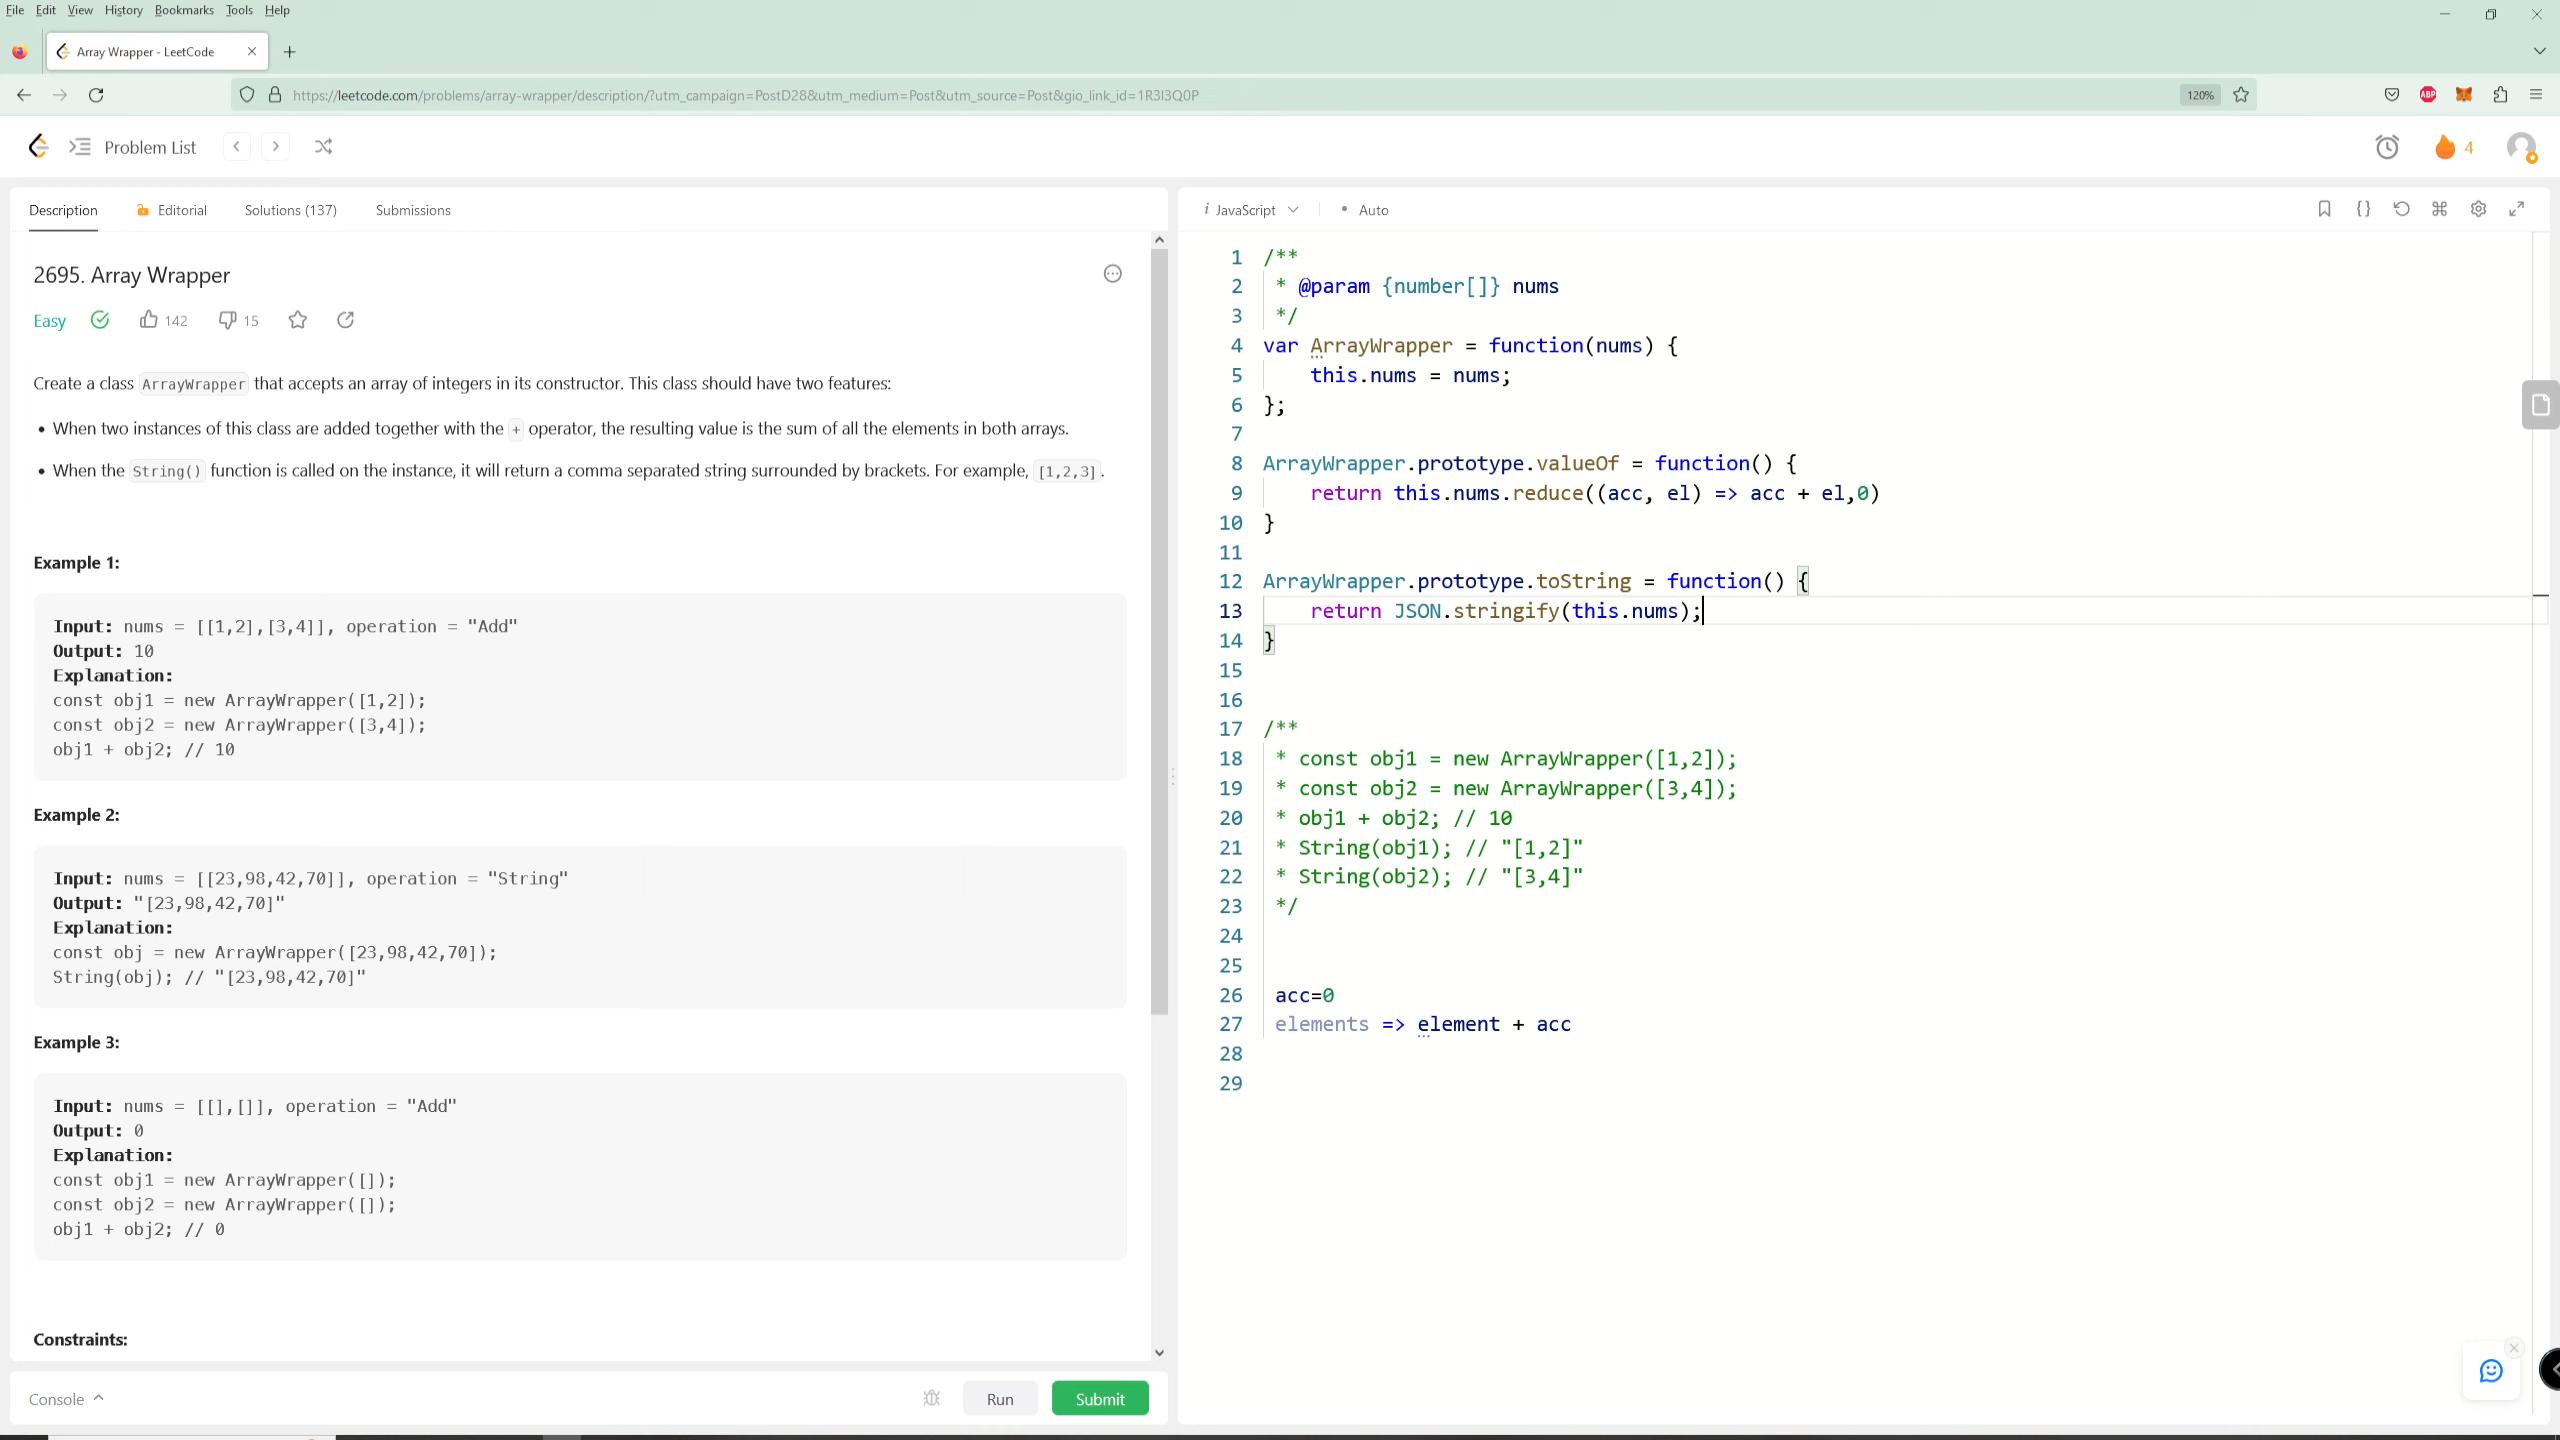 File Edit View History Bookmarks Tools Help
Array Wrapper - LeetCode
https://leetcode.com/problems/array-wrapper/description/?utm_campaign=PostD28&utm_medium=Post&utm_source=Post&gio_link_id=1R3l3Q0P
120%
ABP
Problem List
4
Description Editorial Solutions (137) Submissions
2695. Array Wrapper
Easy 142 15
Create a class ArrayWrapper that accepts an array of integers in its constructor. This class should have two features:
• When two instances of this class are added together with the + operator, the resulting value is the sum of all the elements in both arrays.
• When the String() function is called on the instance, it will return a comma separated string surrounded by brackets. For example, [1,2,3].
Example 1:
Input: nums = [[1,2],[3,4]], operation = "Add"
Output: 10
Explanation:
const obj1 = new ArrayWrapper([1,2]);
const obj2 = new ArrayWrapper([3,4]);
obj1 + obj2; // 10
Example 2:
Input: nums = [[23,98,42,70]], operation = "String"
Output: "[23,98,42,70]"
Explanation:
const obj = new ArrayWrapper([23,98,42,70]);
String(obj); // "[23,98,42,70]"
Example 3:
Input: nums = [[],[]], operation = "Add"
Output: 0
Explanation:
const obj1 = new ArrayWrapper([]);
const obj2 = new ArrayWrapper([]);
obj1 + obj2; // 0
Constraints:
Console Run Submit
i JavaScript • Auto
1 /**
2 * @param {number[]} nums
3 */
4 var ArrayWrapper = function(nums) {
5 this.nums = nums;
6 };
7
8 ArrayWrapper.prototype.valueOf = function() {
9 return this.nums.reduce((acc, el) => acc + el,0)
10 }
11
12 ArrayWrapper.prototype.toString = function() {
13 return JSON.stringify(this.nums);
14 }
15
16
17 /**
18 * const obj1 = new ArrayWrapper([1,2]);
19 * const obj2 = new ArrayWrapper([3,4]);
20 * obj1 + obj2; // 10
21 * String(obj1); // "[1,2]"
22 * String(obj2); // "[3,4]"
23 */
24
25
26 acc=0
27 elements => element + acc
28
29